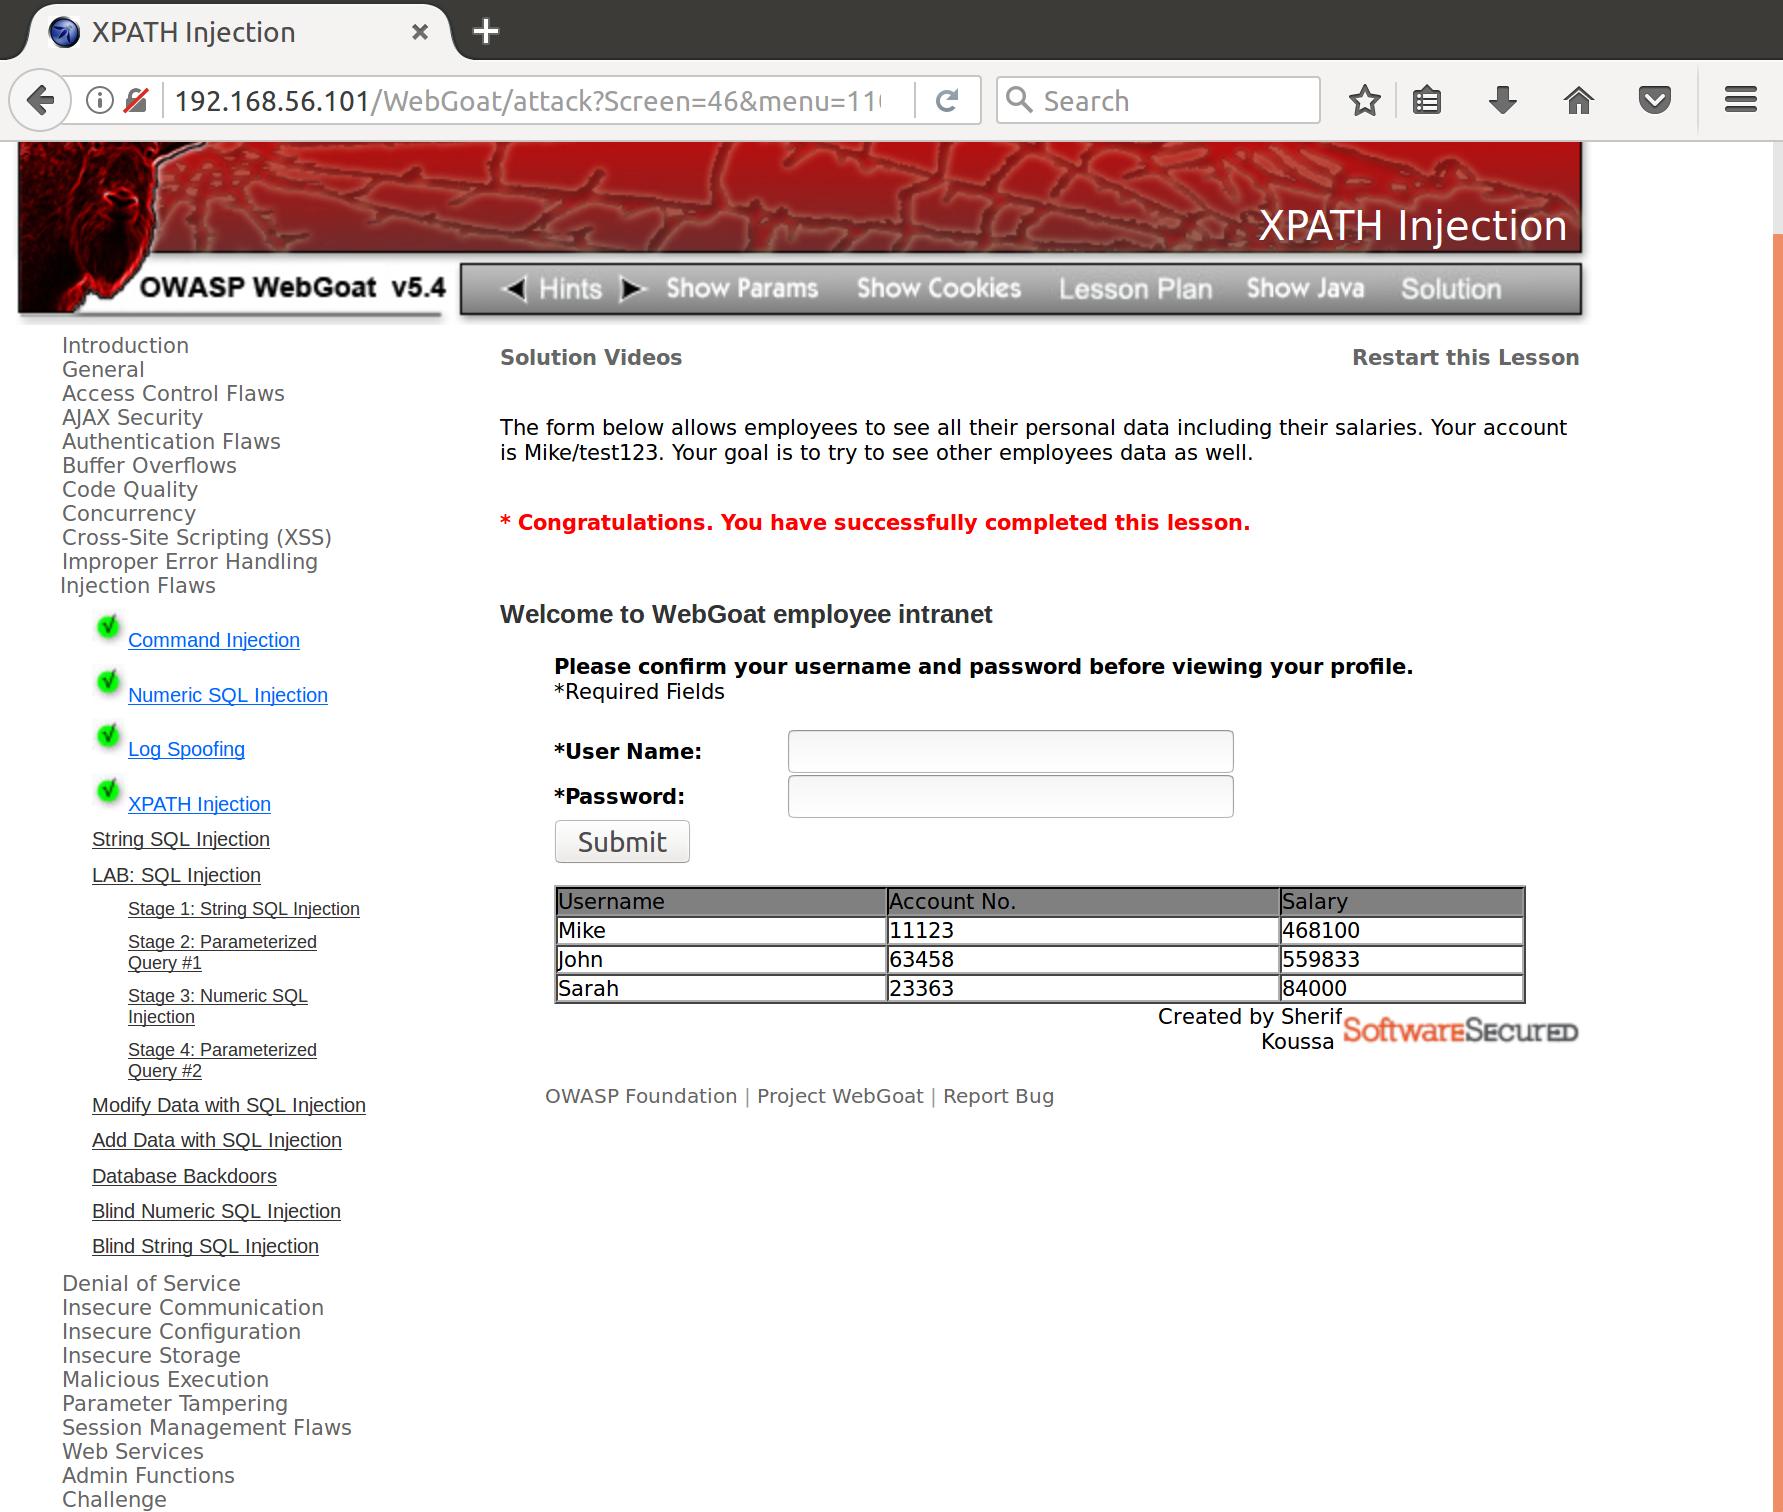 XPATH Injection
192.168.56.101/WebGoat/attack?Screen=46&menu=11
Search
XPATH Injection
OWASP WebGoat v5.4
Hints
Show Params
Show Cookies
Lesson Plan
Show Java
Solution
Introduction
General
Access Control Flaws
AJAX Security
Authentication Flaws
Buffer Overflows
Code Quality
Concurrency
Cross-Site Scripting (XSS)
Improper Error Handling
Injection Flaws
Command Injection
Numeric SQL Injection
Log Spoofing
XPATH Injection
String SQL Injection
LAB: SQL Injection
Stage 1: String SQL Injection
Stage 2: Parameterized
Query #1
Stage 3: Numeric SQL
Injection
Stage 4: Parameterized
Query #2
Modify Data with SQL Injection
Add Data with SQL Injection
Database Backdoors
Blind Numeric SQL Injection
Blind String SQL Injection
Denial of Service
Insecure Communication
Insecure Configuration
Insecure Storage
Malicious Execution
Parameter Tampering
Session Management Flaws
Web Services
Admin Functions
Challenge
Solution Videos
Restart this Lesson
The form below allows employees to see all their personal data including their salaries. Your account
is Mike/test123. Your goal is to try to see other employees data as well.
* Congratulations. You have successfully completed this lesson.
Welcome to WebGoat employee intranet
Please confirm your username and password before viewing your profile.
*Required Fields
*User Name:
*Password:
Submit
Username Account No. Salary
Mike 11123 468100
John 63458 559833
Sarah 23363 84000
Created by Sherif
Koussa
SoftwareSecured
OWASP Foundation | Project WebGoat | Report Bug